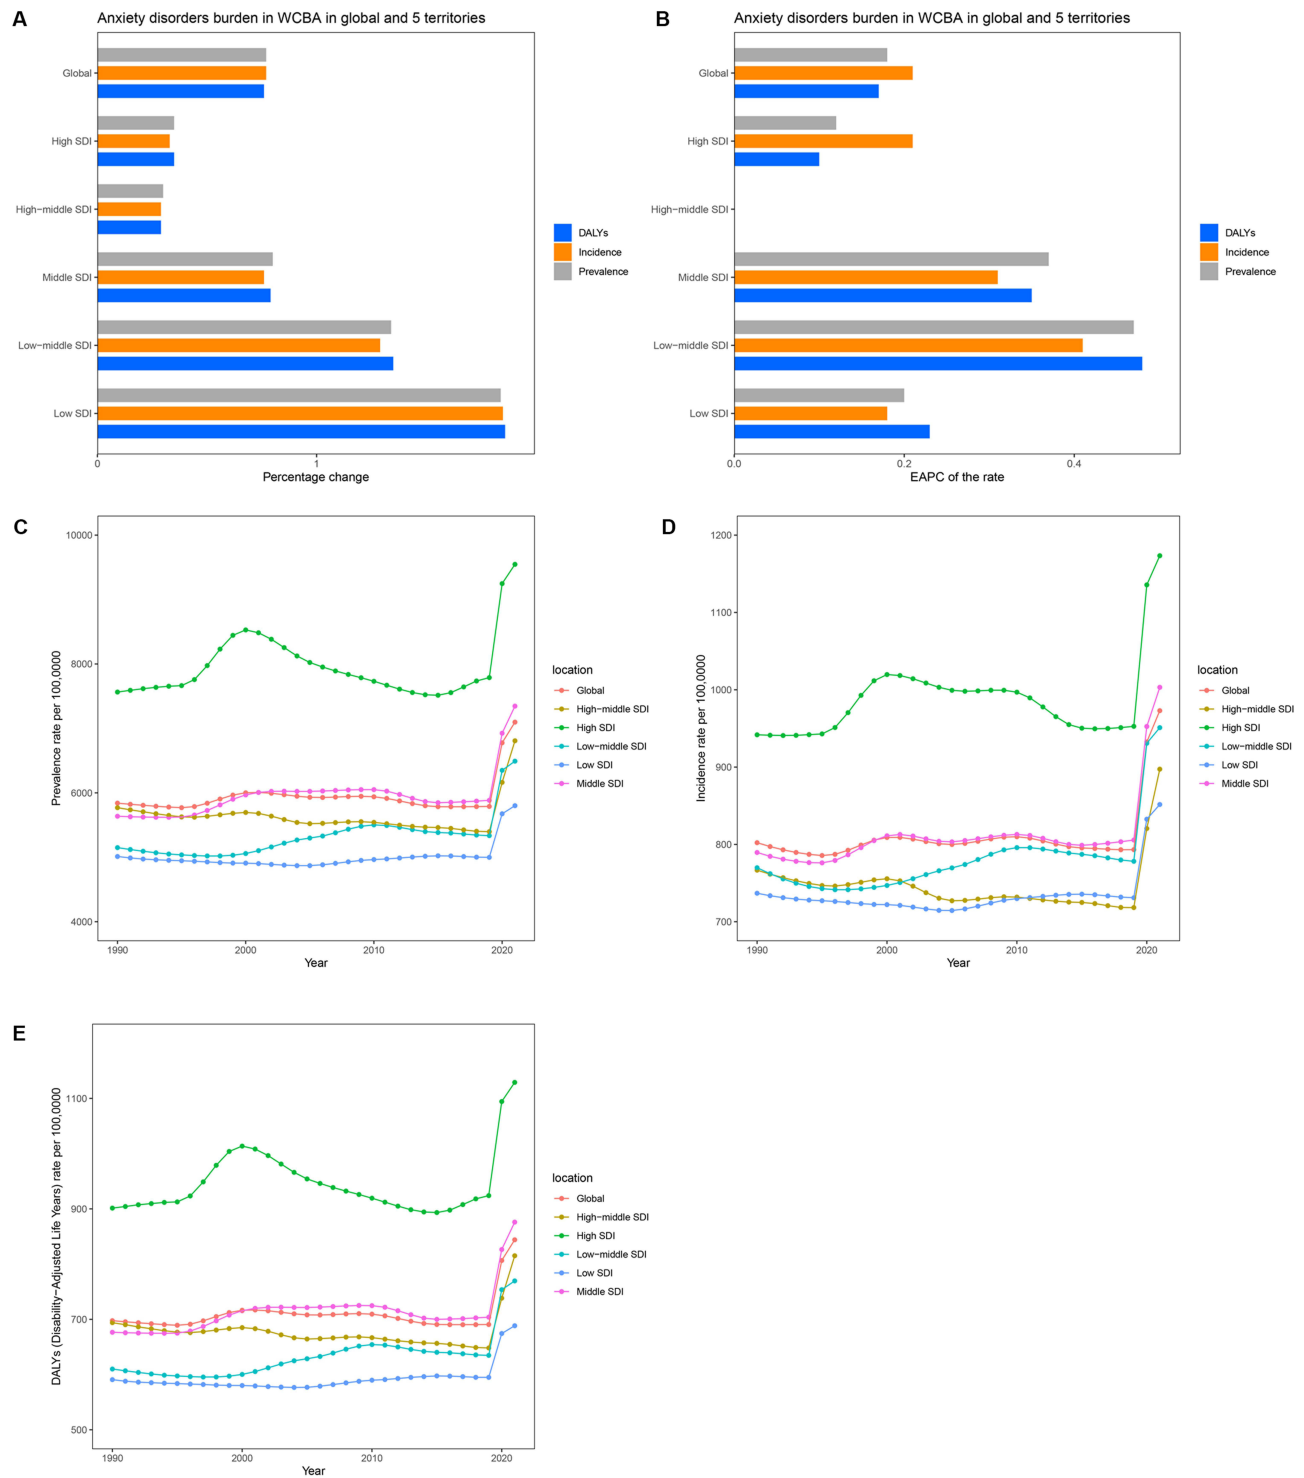 A
Anxiety disorders burden in WCBA in global and 5 territories
Global
High SDI
High−middle SDI
Middle SDI
Low−middle SDI
Low SDI
0
1
Percentage change
DALYs
Incidence
Prevalence
B
Anxiety disorders burden in WCBA in global and 5 territories
Global
High SDI
High−middle SDI
Middle SDI
Low−middle SDI
Low SDI
0.0
0.2
0.4
EAPC of the rate
DALYs
Incidence
Prevalence
C
Prevalence rate per 100,0000
10000
8000
6000
4000
1990
2000
2010
2020
Year
location
Global
High−middle SDI
High SDI
Low−middle SDI
Low SDI
Middle SDI
D
Incidence rate per 100,0000
1200
1100
1000
900
800
700
1990
2000
2010
2020
Year
location
Global
High−middle SDI
High SDI
Low−middle SDI
Low SDI
Middle SDI
E
DALYs (Disability−Adjusted Life Years) rate per 100,0000
1100
900
700
500
1990
2000
2010
2020
Year
location
Global
High−middle SDI
High SDI
Low−middle SDI
Low SDI
Middle SDI